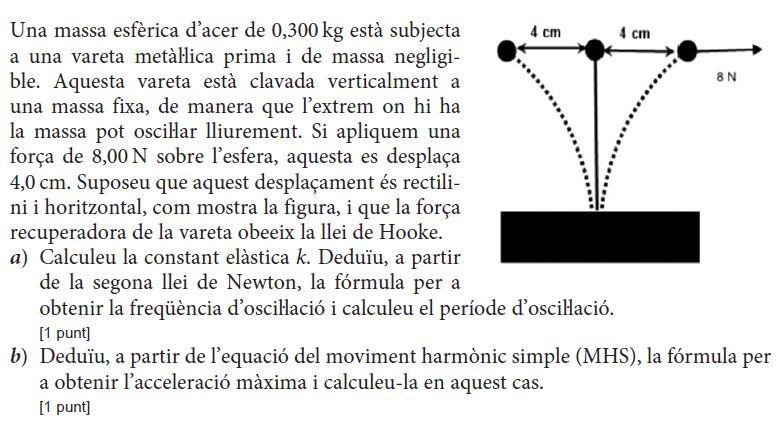 Una massa esfèrica d'acer de 0,300 kg està subjecta
a una vareta metàl·lica prima i de massa negligi-
ble. Aquesta vareta està clavada verticalment a
una massa fixa, de manera que l'extrem on hi ha
la massa pot oscil·lar lliurement. Si apliquem una
força de 8,00 N sobre l'esfera, aquesta es desplaça
4,0 cm. Suposeu que aquest desplaçament és rectili-
ni i horitzontal, com mostra la figura, i que la força
recuperadora de la vareta obeeix la llei de Hooke.
a) Calculeu la constant elàstica k. Deduïu, a partir
de la segona llei de Newton, la fórmula per a
obtenir la freqüència d'oscil·lació i calculeu el període d'oscil·lació.
[1 punt]
b) Deduïu, a partir de l'equació del moviment harmònic simple (MHS), la fórmula per
a obtenir l'acceleració màxima i calculeu-la en aquest cas.
[1 punt]
4 cm
4 cm
8 N